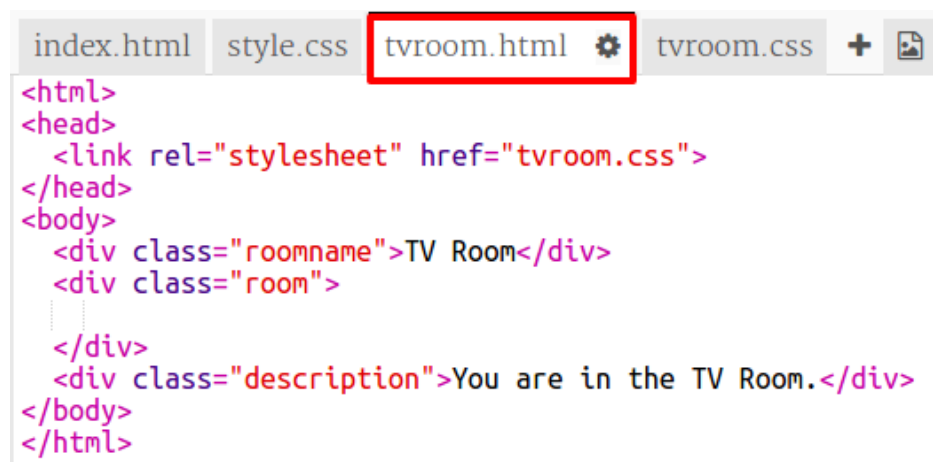 index.html style.css tvroom.html tvroom.css +
<html>
<head>
  <link rel="stylesheet" href="tvroom.css">
</head>
<body>
  <div class="roomname">TV Room</div>
  <div class="room">
  </div>
  <div class="description">You are in the TV Room.</div>
</body>
</html>